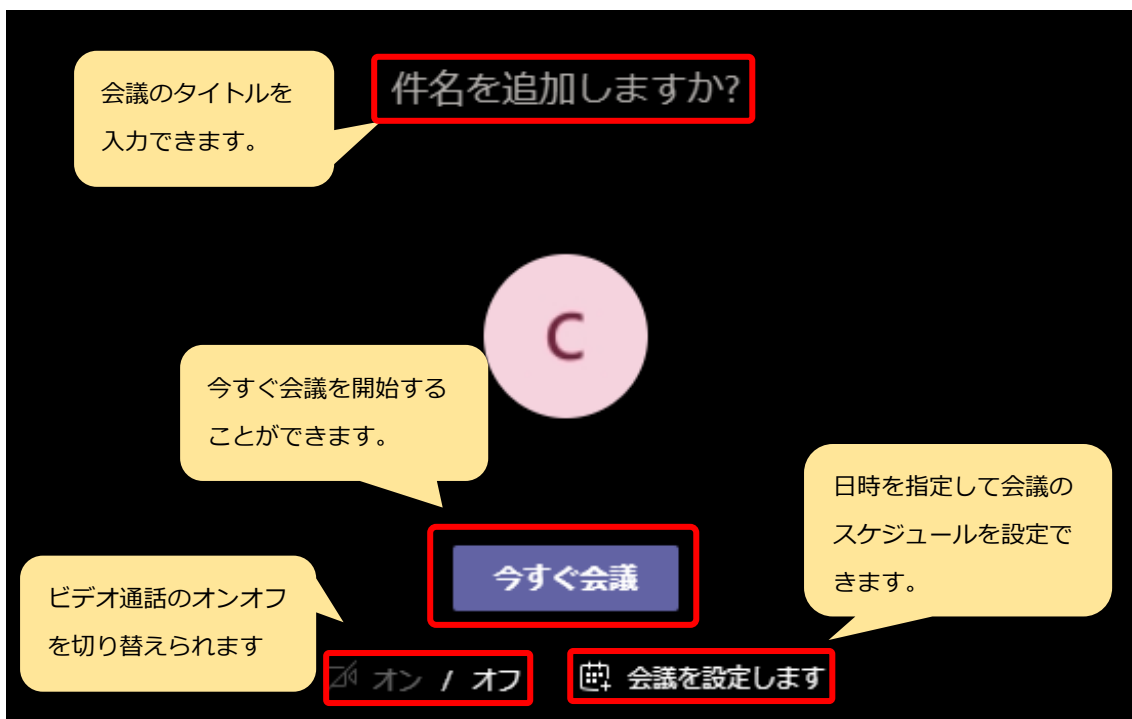 会議のタイトルを
入力できます。
件名を追加しますか?
C
今すぐ会議を開始する
ことができます。
日時を指定して会議の
スケジュールを設定で
きます。
今すぐ会議
ビデオ通話のオンオフ
を切り替えられます
オン / オフ
会議を設定します